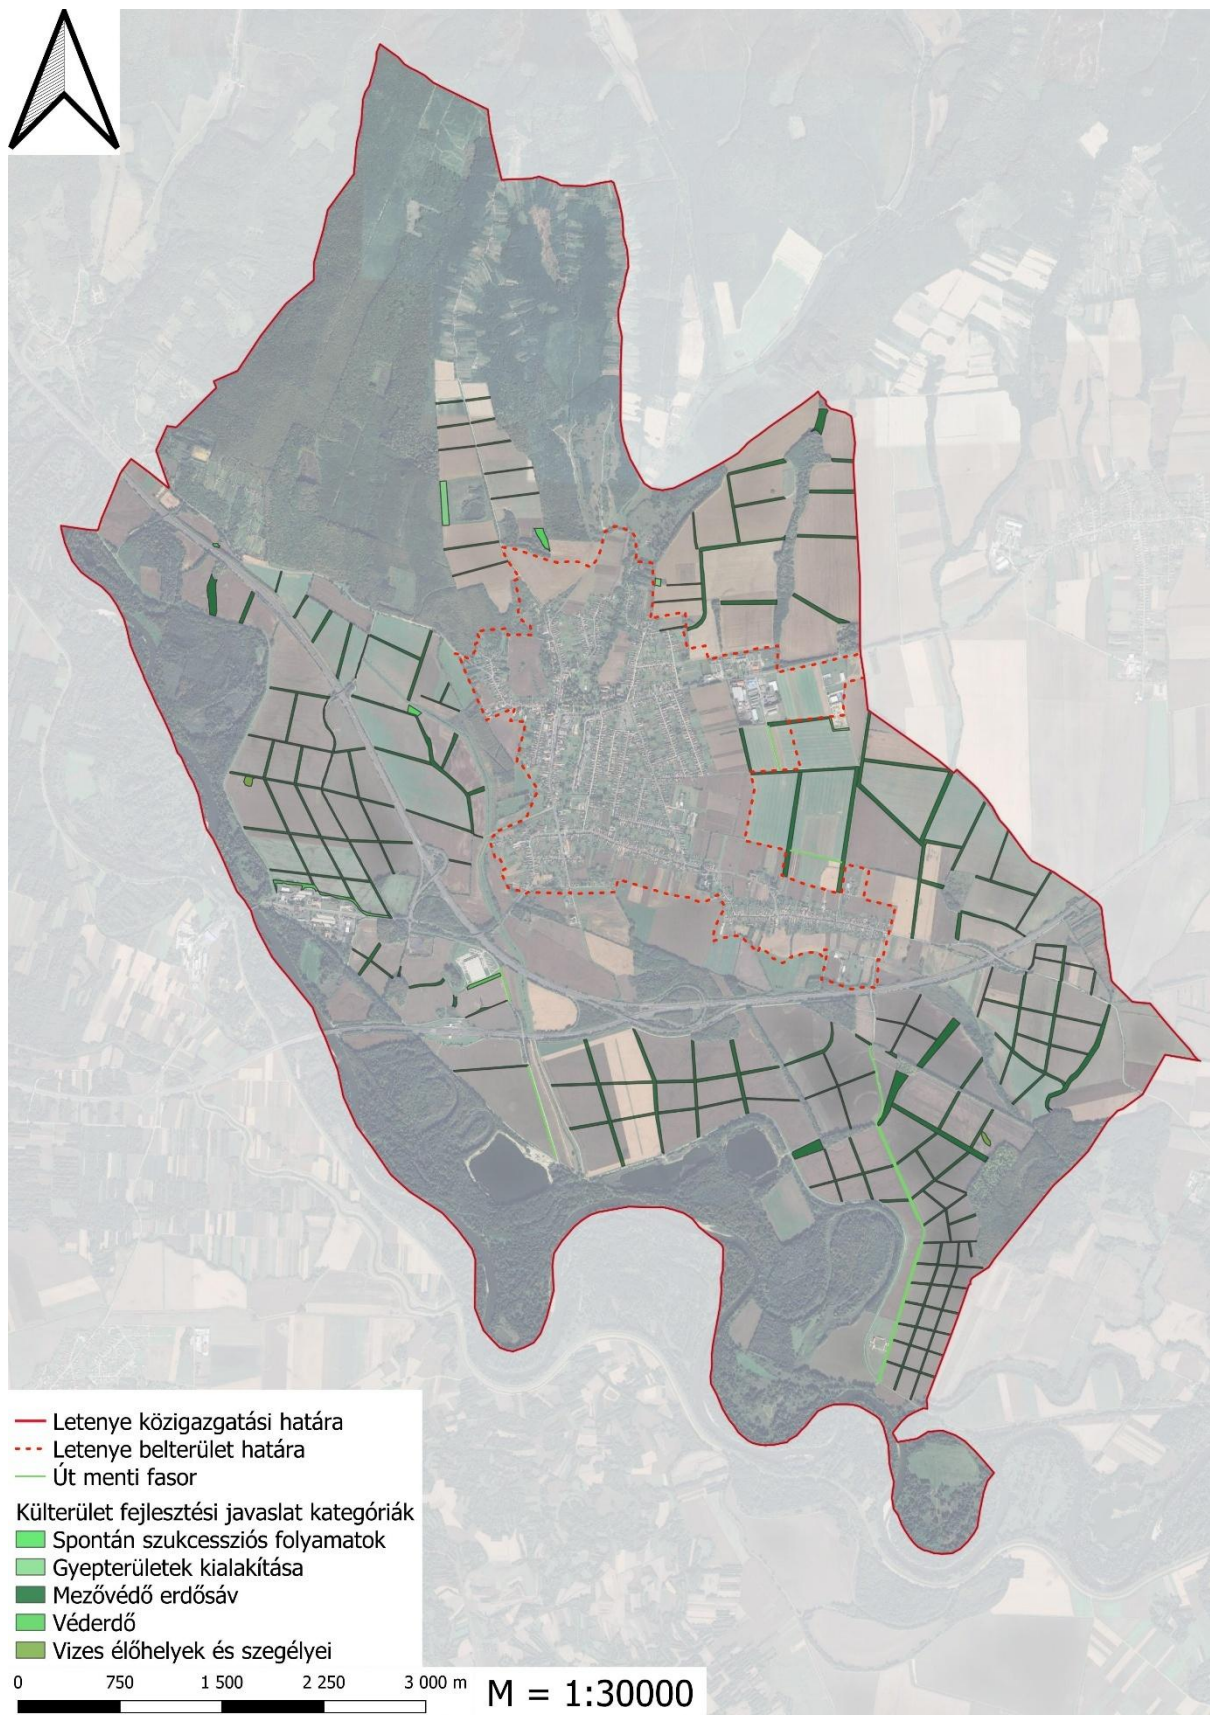 Letenye közigazgatási határa
Letenye belterület határa
Út menti fasor
Külterület fejlesztési javaslat kategóriák
Spontán szukcessziós folyamatok
Gyepterületek kialakítása
Mezővédő erdősáv
Véderdő
Vizes élőhelyek és szegélyei
0 750 1 500 2 250 3 000 m
M = 1:30000